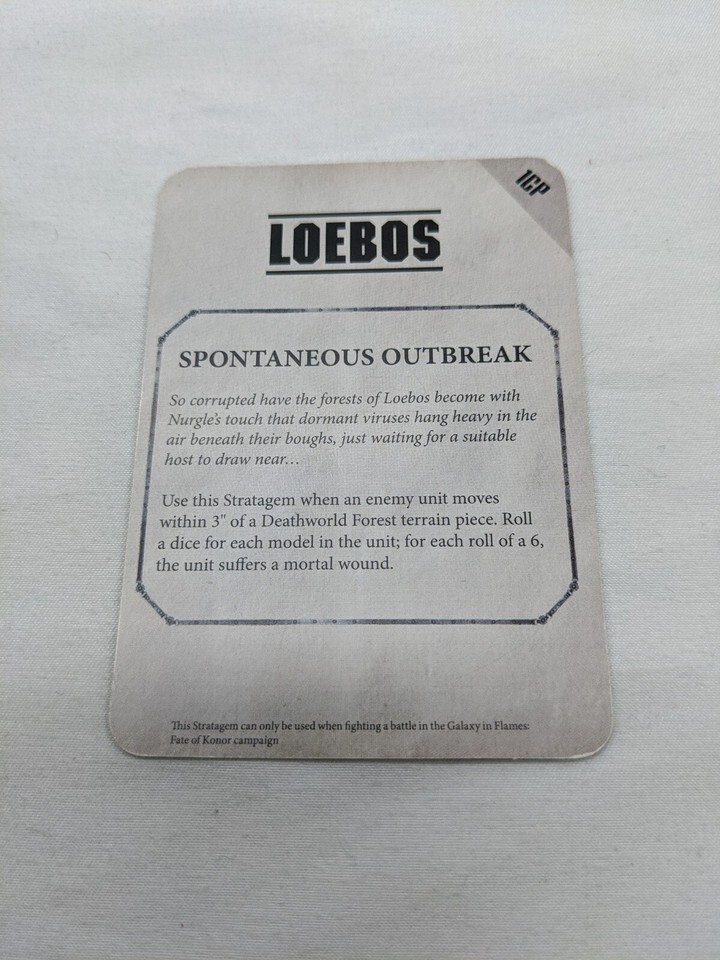 1CP
LOEBOS
SPONTANEOUS OUTBREAK
So corrupted have the forests of Loebos become with
Nurgle's touch that dormant viruses hang heavy in the
air beneath their boughs, just waiting for a suitable
host to draw near…
Use this Stratagem when an enemy unit moves
within 3" of a Deathworld Forest terrain piece. Roll
a dice for each model in the unit; for each roll of a 6,
the unit suffers a mortal wound.
This Stratagem can only be used when fighting a battle in the Galaxy in Flames:
Fate of Konor campaign